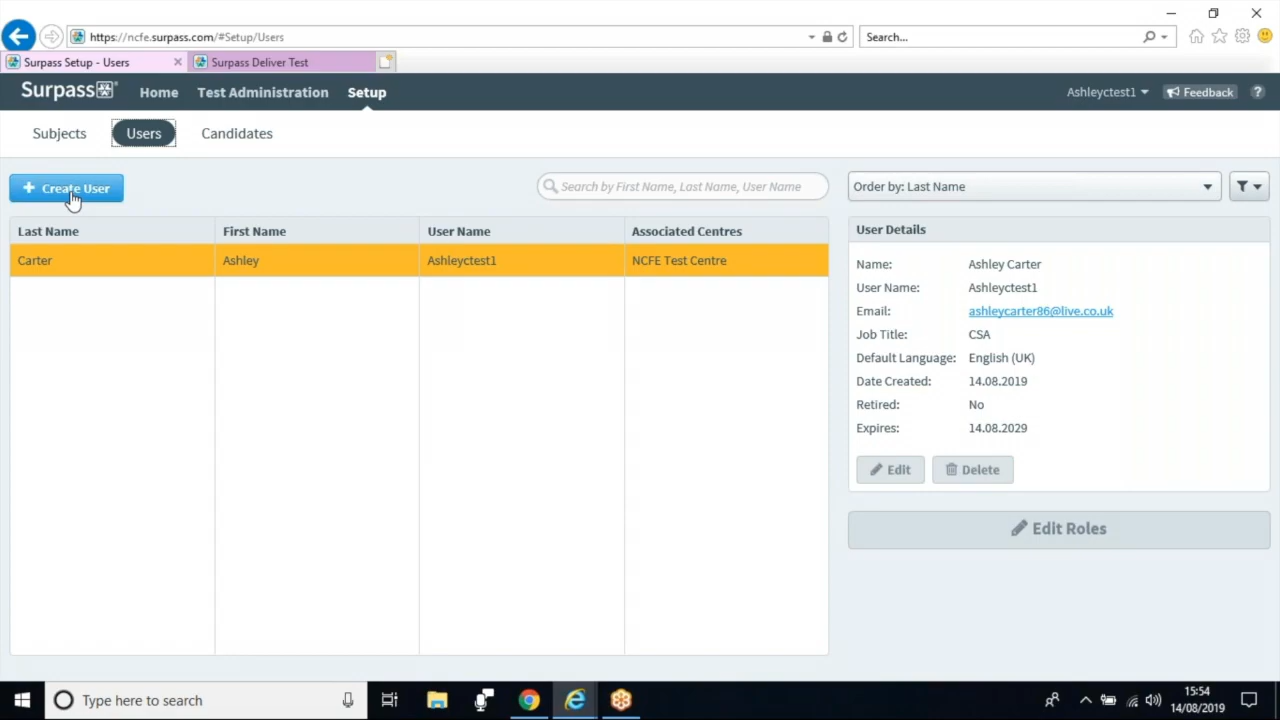 https://ncfe.surpass.com/#Setup/Users
Search...
Surpass Setup - Users
Surpass Deliver Test
Surpass
Home
Test Administration
Setup
Ashleyctest1
Feedback
?
Subjects
Users
Candidates
+ Create User
Search by First Name, Last Name, User Name
Order by: Last Name
Last Name
First Name
User Name
Associated Centres
Carter
Ashley
Ashleyctest1
NCFE Test Centre
User Details
Name: Ashley Carter
User Name: Ashleyctest1
Email: ashleycarter86@live.co.uk
Job Title: CSA
Default Language: English (UK)
Date Created: 14.08.2019
Retired: No
Expires: 14.08.2029
Edit
Delete
Edit Roles
Type here to search
15:54
14/08/2019